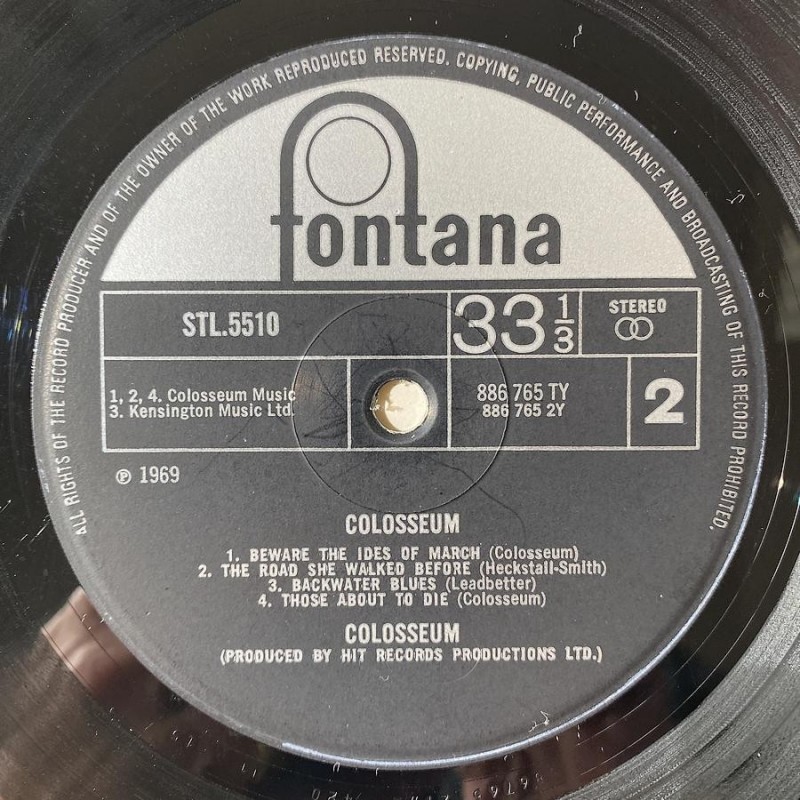 ALL RIGHTS OF THE RECORD PRODUCER AND OF THE OWNER OF THE WORK REPRODUCED RESERVED. COPYING, PUBLIC PERFORMANCE AND BROADCASTING OF THIS RECORD PROHIBITED.
fontana
STL.5510
33 1/3
STEREO
1, 2, 4. Colosseum Music
3. Kensington Music Ltd.
886 765 TY
886 765 2Y
2
℗ 1969
COLOSSEUM
1. BEWARE THE IDES OF MARCH (Colosseum)
2. THE ROAD SHE WALKED BEFORE (Heckstall-Smith)
3. BACKWATER BLUES (Leadbetter)
4. THOSE ABOUT TO DIE (Colosseum)
COLOSSEUM
(PRODUCED BY HIT RECORDS PRODUCTIONS LTD.)